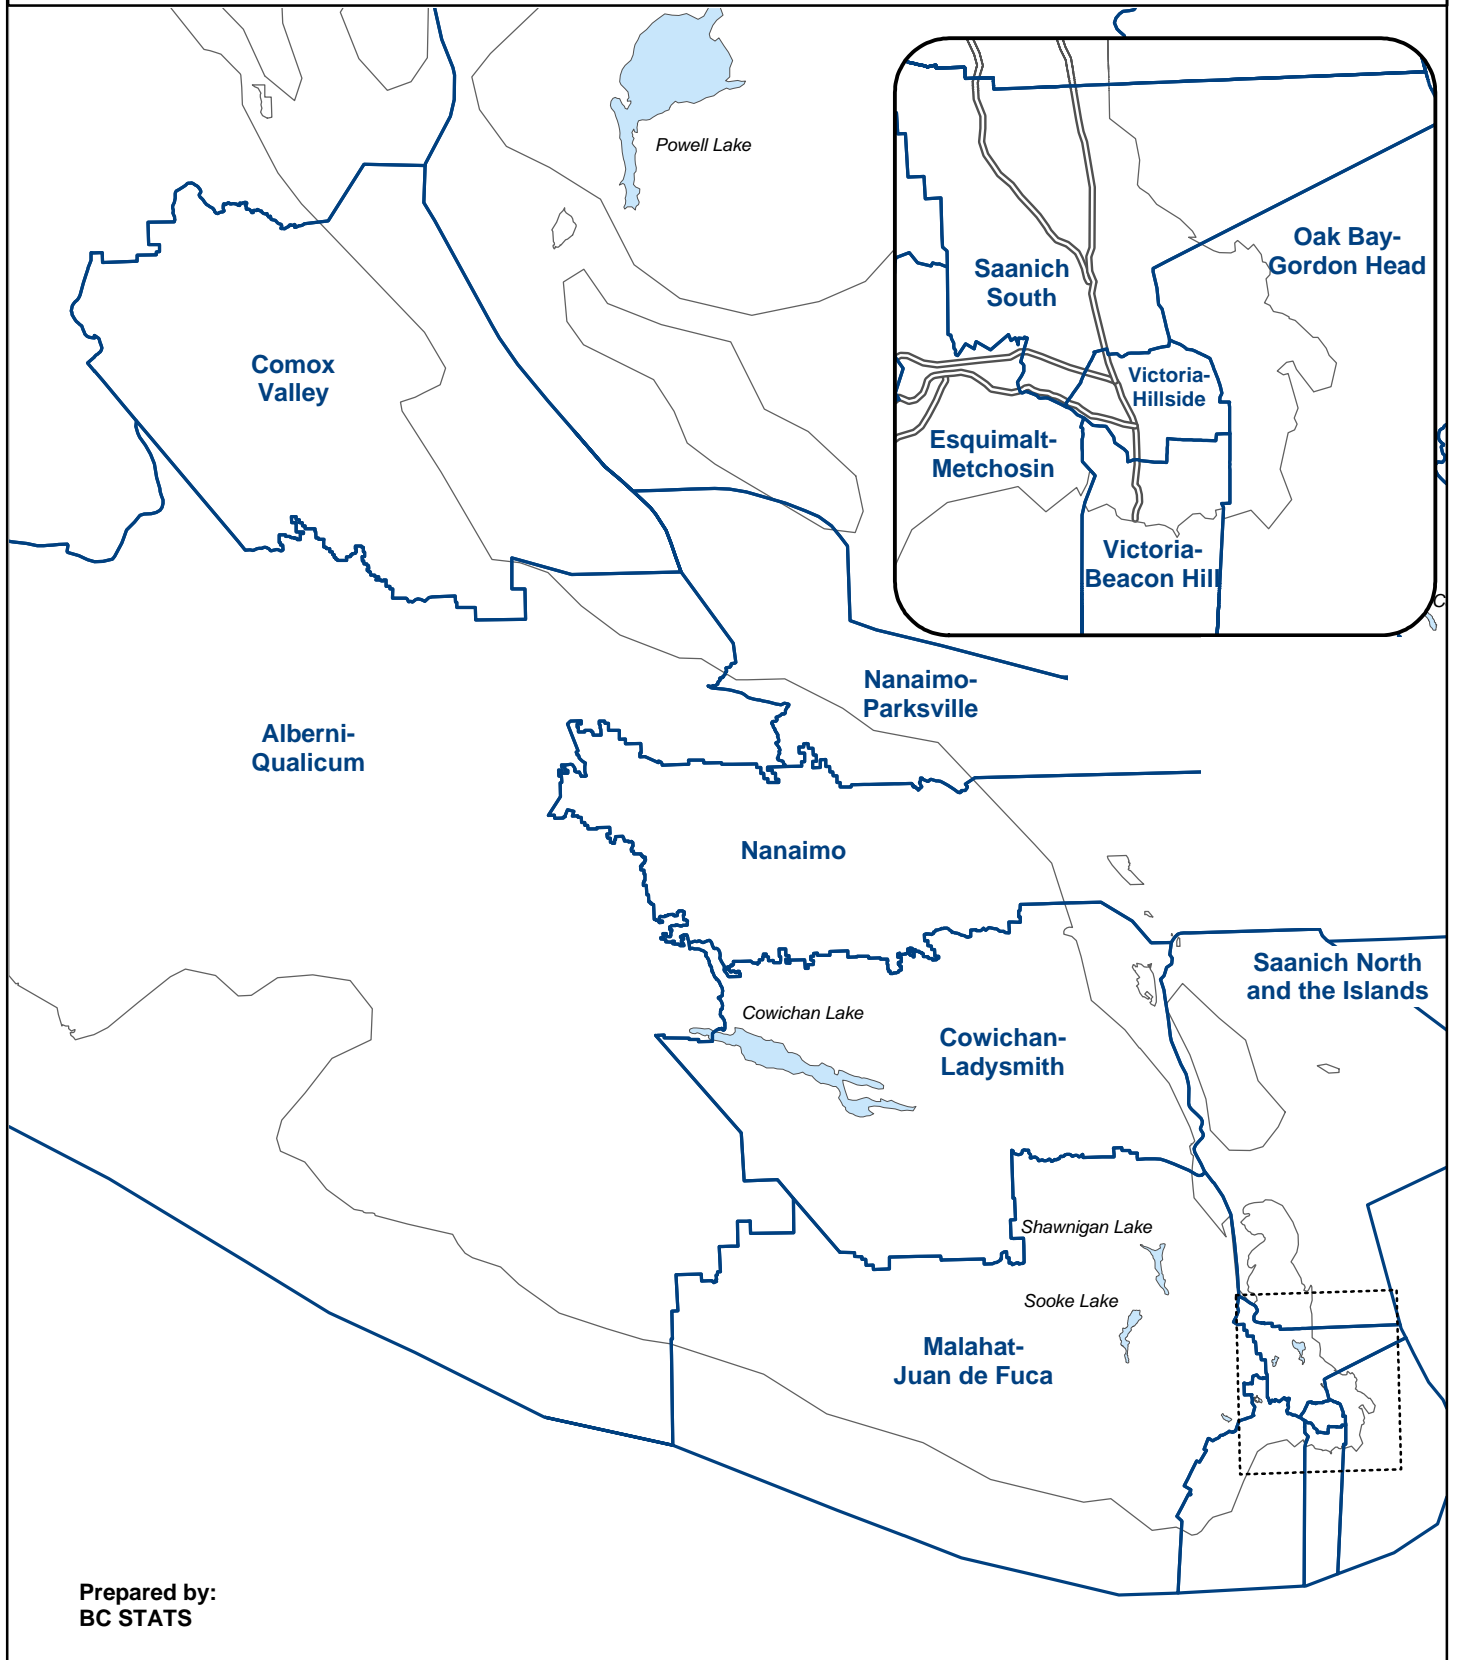 Powell Lake
Oak Bay-
Gordon Head
Saanich
South
Comox
Valley
Victoria-
Hillside
Esquimalt-
Metchosin
Victoria-
Beacon Hill
C
Nanaimo-
Parksville
Alberni-
Qualicum
Nanaimo
Saanich North
and the Islands
Cowichan Lake
Cowichan-
Ladysmith
Shawnigan Lake
Sooke Lake
Malahat-
Juan de Fuca
Prepared by:
BC STATS